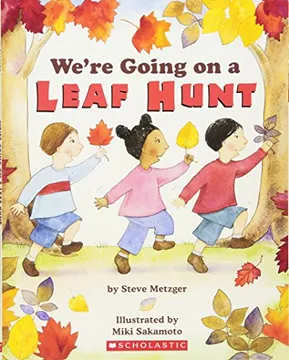 We're Going on a
LEAF HUNT
by Steve Metzger
Illustrated by
Miki Sakamoto
SCHOLASTIC